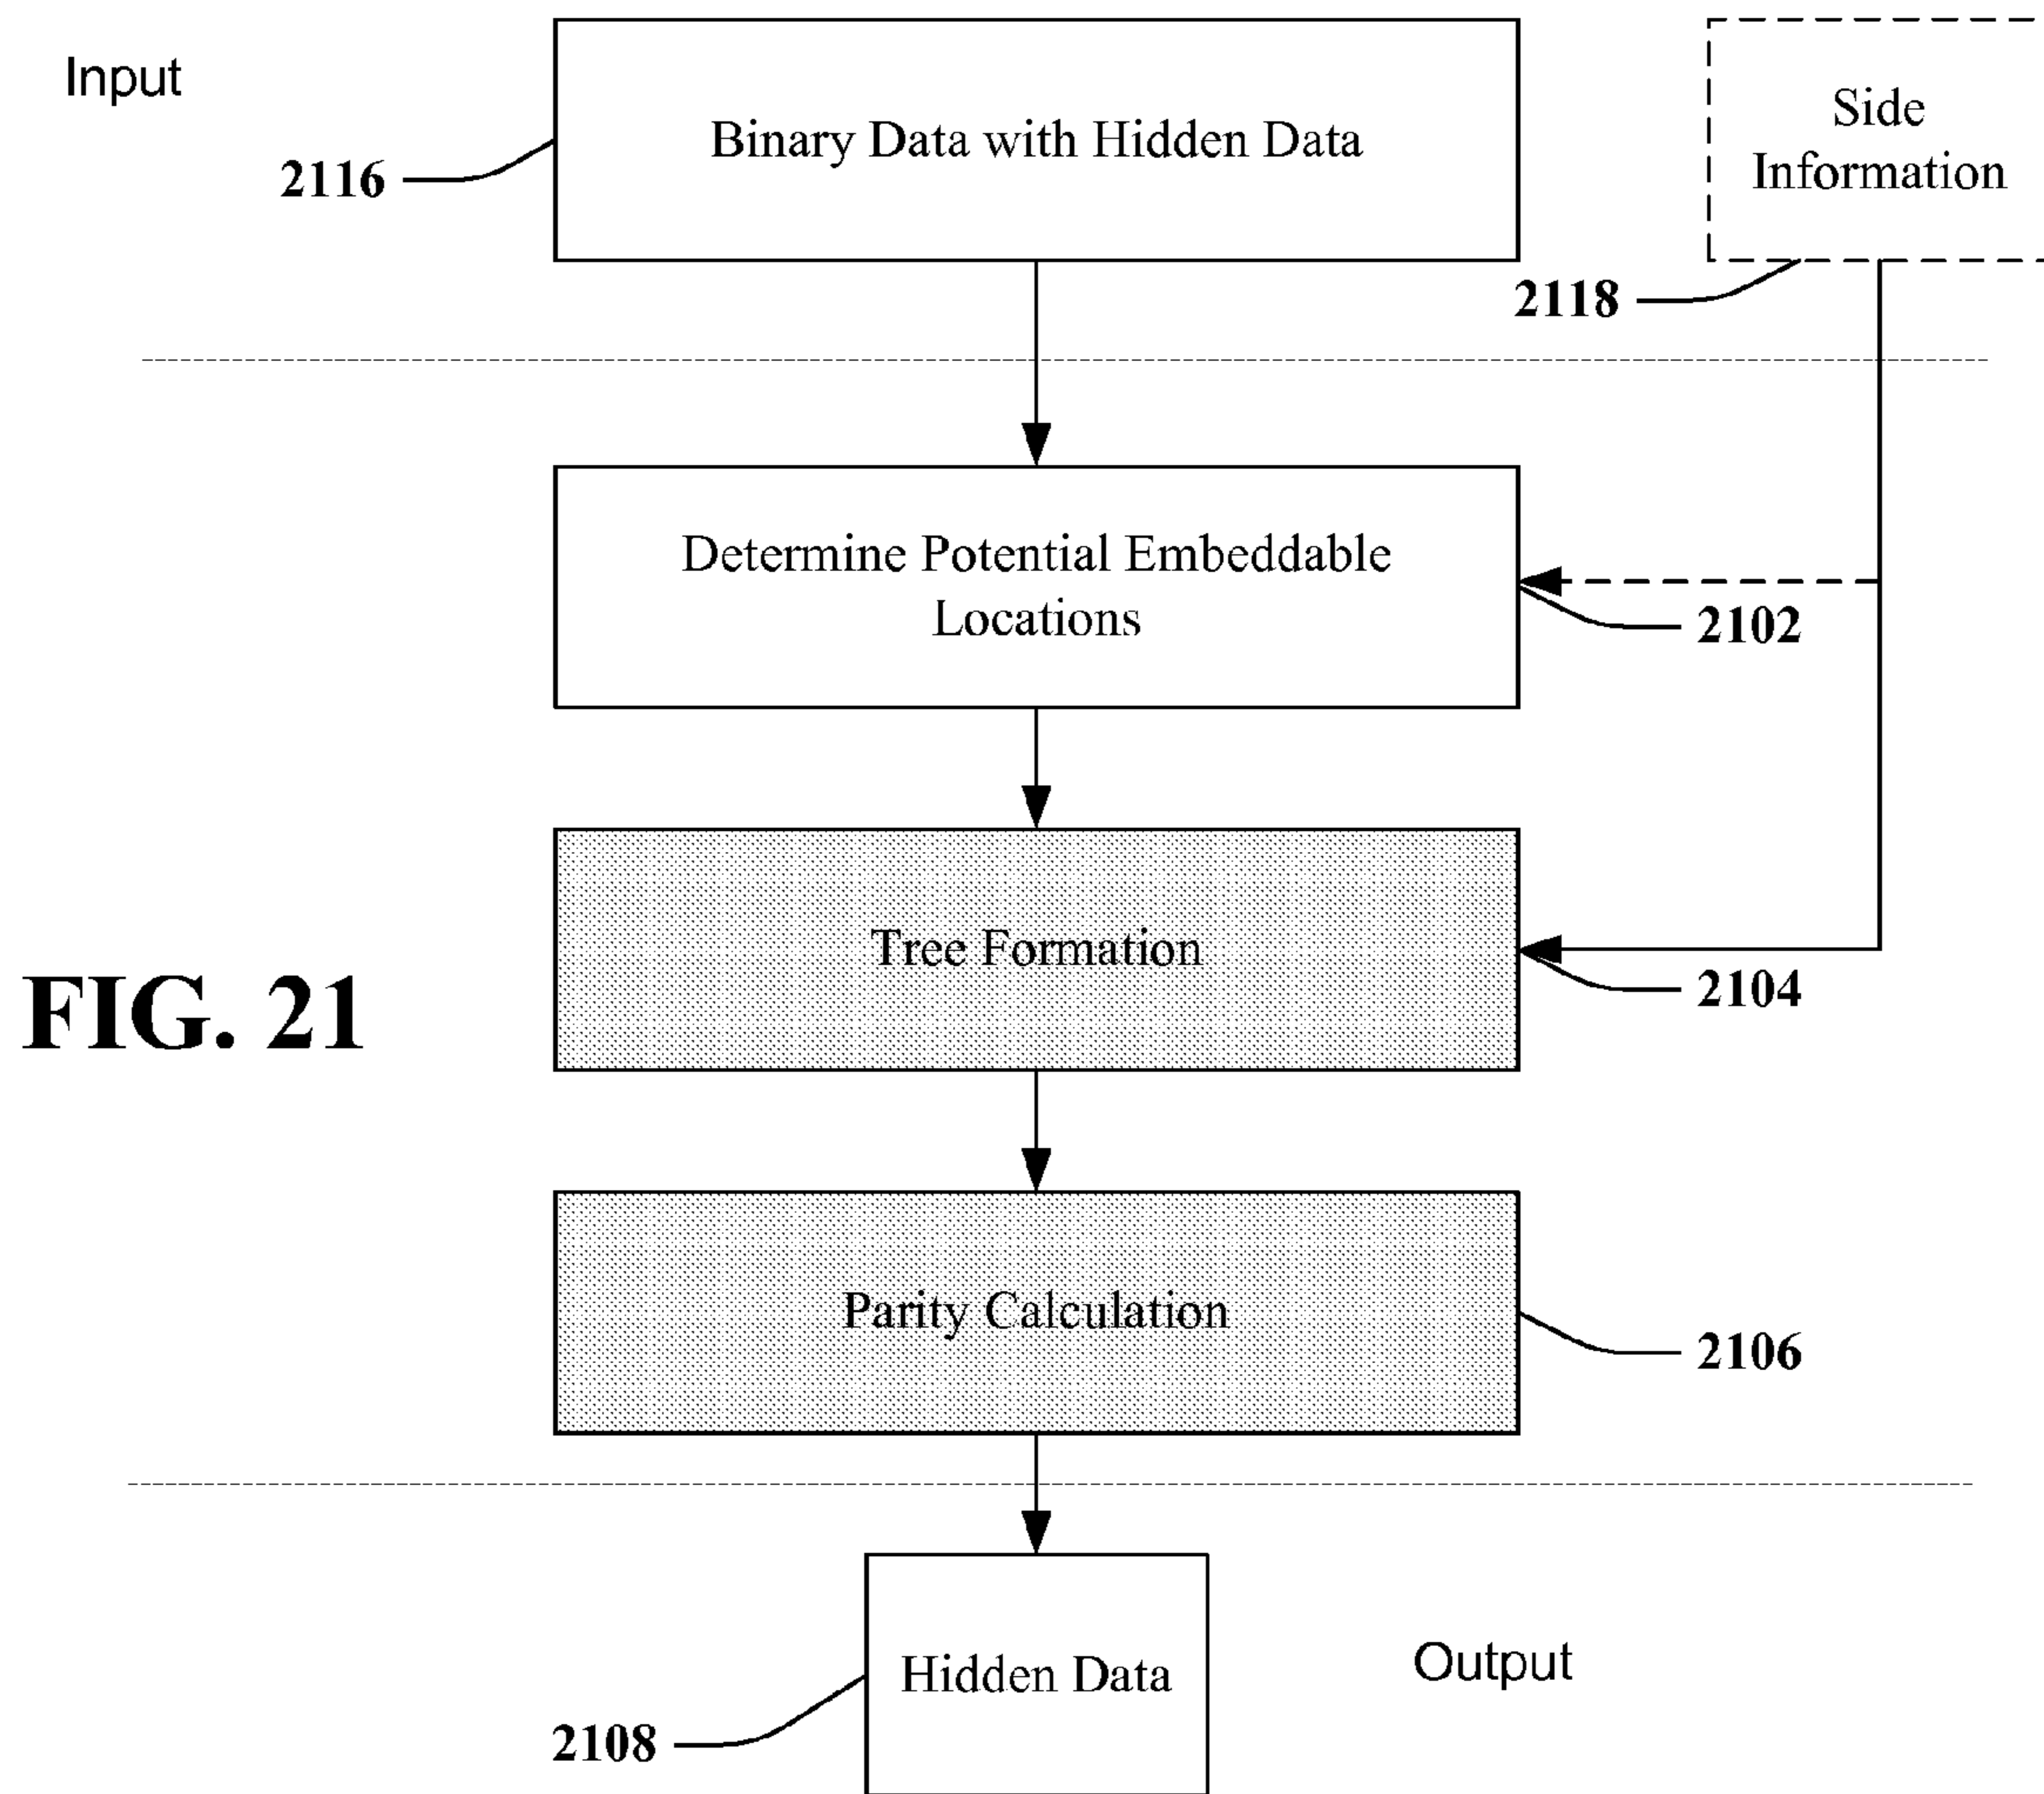 Input
Binary Data with Hidden Data
2116
Side
Information
2118
Determine Potential Embeddable
Locations
2102
Tree Formation
2104
FIG. 21
Parity Calculation
2106
Hidden Data
Output
2108